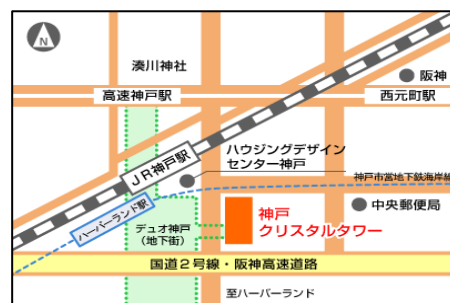 N
湊川神社
阪神
高速神戸駅
西元町駅
ハウジングデザイン
センター神戸
JR神戸駅
神戸市営地下鉄海岸線
ハーバーランド駅
中央郵便局
神戸
クリスタルタワー
デュオ神戸
(地下街)
国道2号線・阪神高速道路
至ハーバーランド